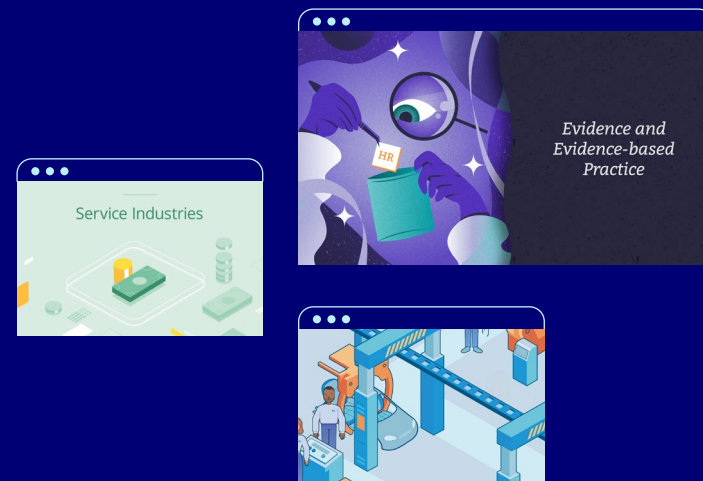 HR
Evidence and
Evidence-based
Practice
Service Industries